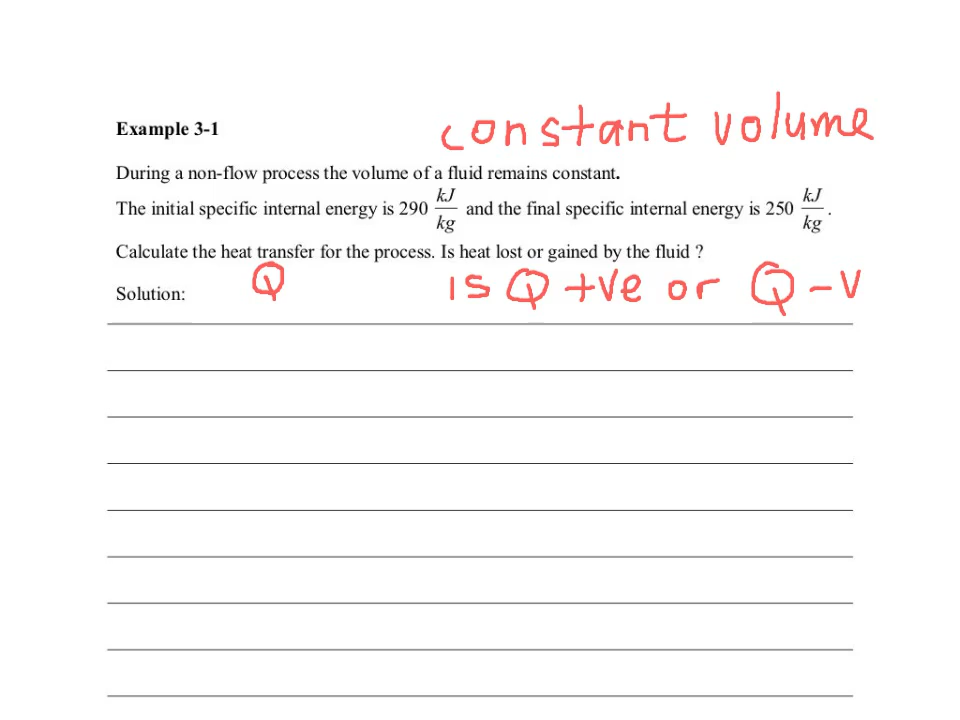 Example 3-1
constant volume
During a non-flow process the volume of a fluid remains constant.
The initial specific internal energy is 290 kJ/kg and the final specific internal energy is 250 kJ/kg.
Calculate the heat transfer for the process. Is heat lost or gained by the fluid ?
Q
is Q +ve or Q -v
Solution: